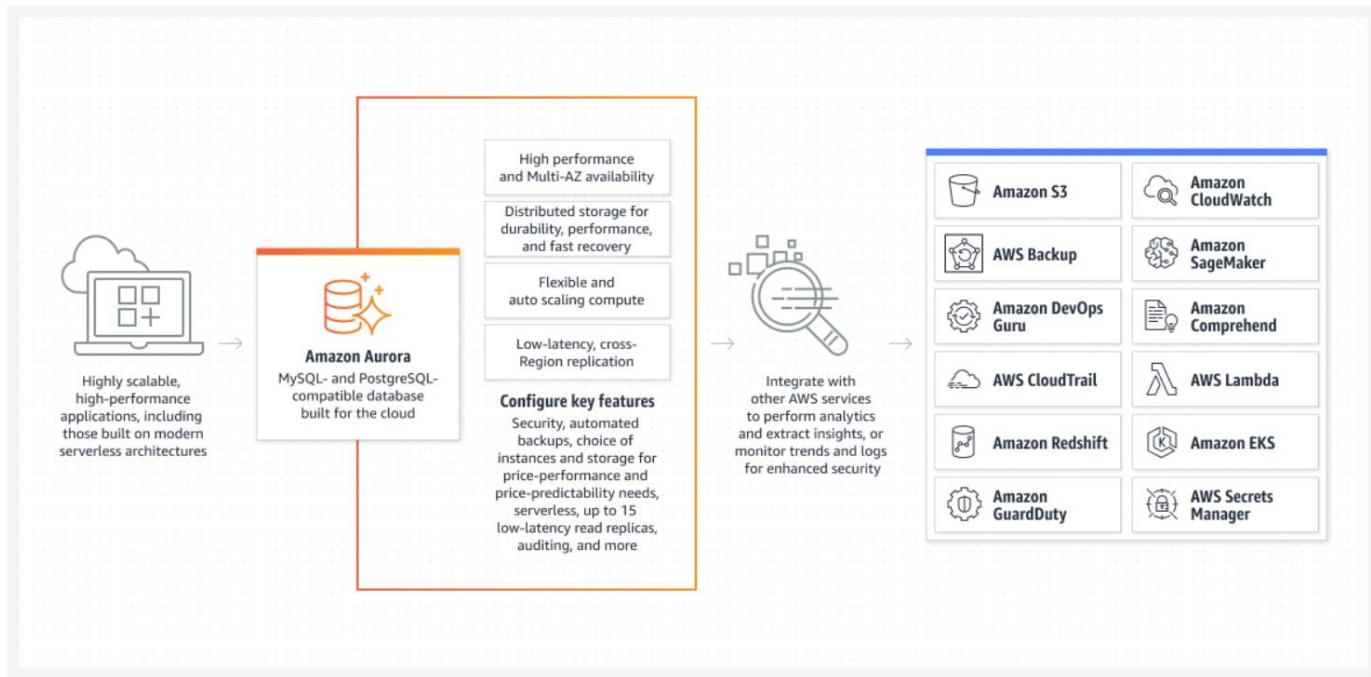 Highly scalable,
high-performance
applications, including
those built on modern
serverless architectures
Amazon Aurora
MySQL- and PostgreSQL-
compatible database
built for the cloud
High performance
and Multi-AZ availability
Distributed storage for
durability, performance,
and fast recovery
Flexible and
auto scaling compute
Low-latency, cross-
Region replication
Configure key features
Security, automated
backups, choice of
instances and storage for
price-performance and
price-predictability needs,
serverless, up to 15
low-latency read replicas,
auditing, and more
Integrate with
other AWS services
to perform analytics
and extract insights, or
monitor trends and logs
for enhanced security
Amazon S3
Amazon
CloudWatch
AWS Backup
Amazon
SageMaker
Amazon DevOps
Guru
Amazon
Comprehend
AWS CloudTrail
AWS Lambda
Amazon Redshift
Amazon EKS
Amazon
GuardDuty
AWS Secrets
Manager